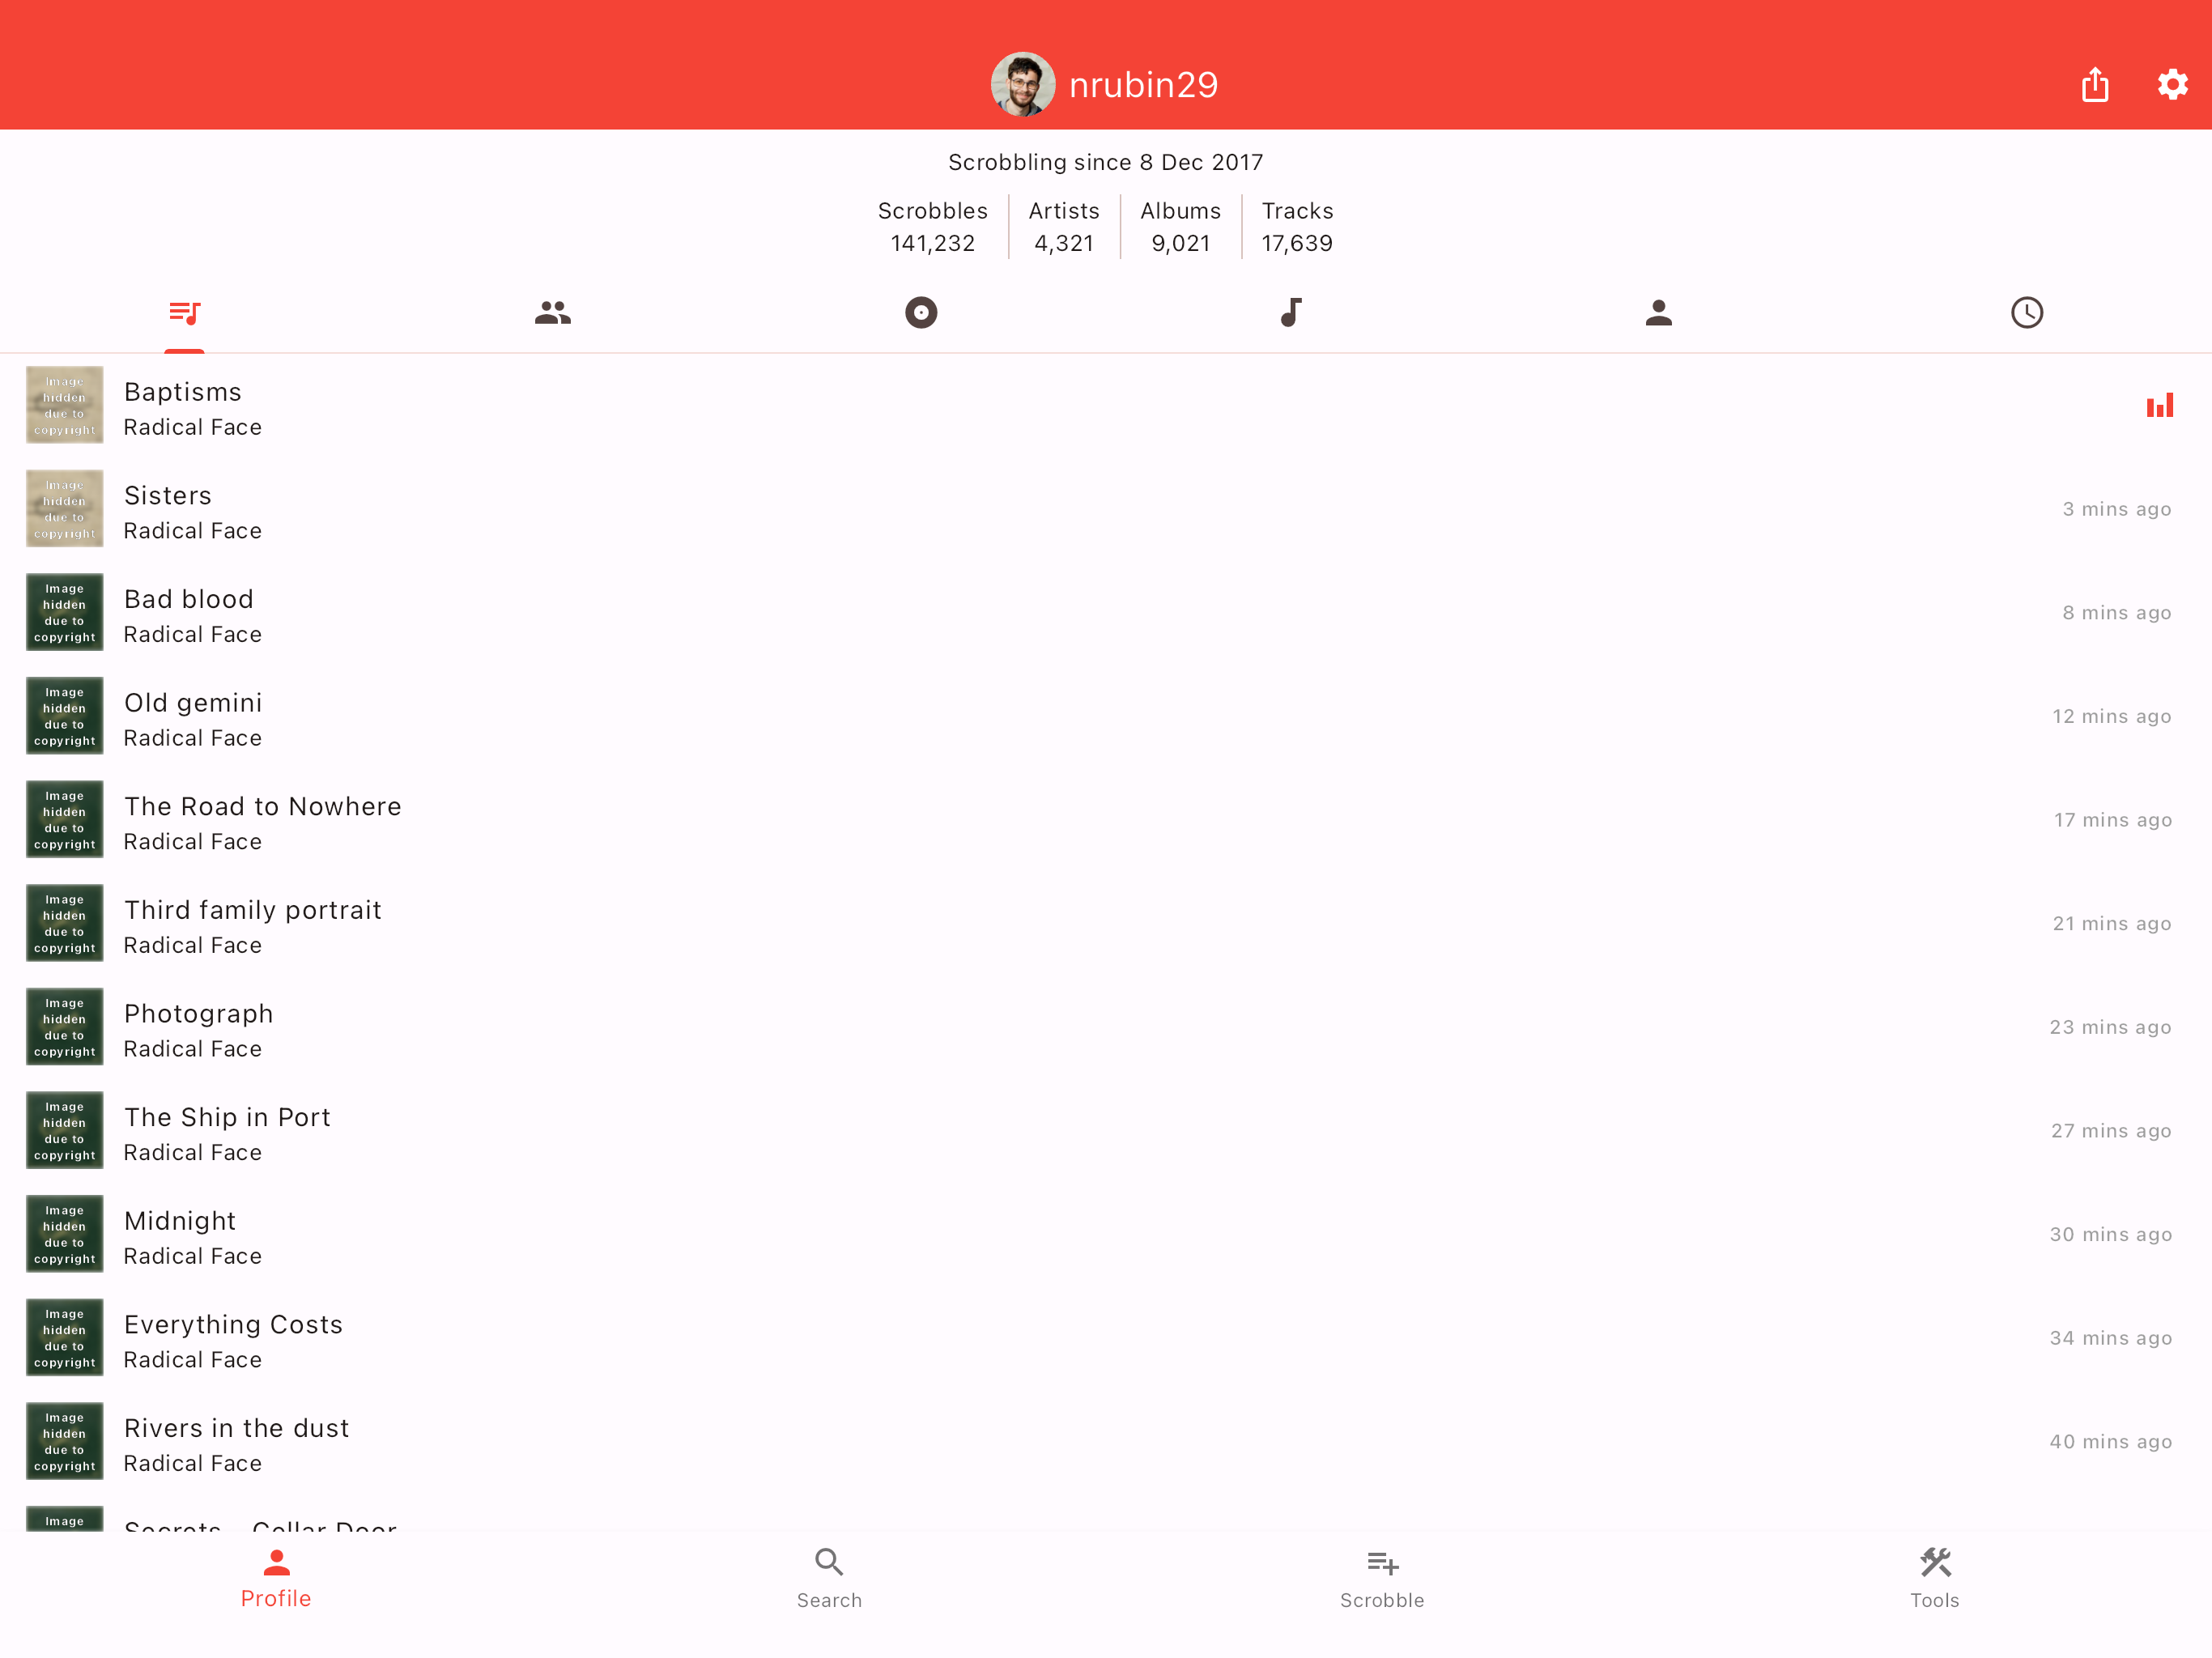 nrubin29
Scrobbling since 8 Dec 2017
Scrobbles Artists Albums Tracks
141,232 4,321 9,021 17,639
Image hidden due to copyright
Baptisms
Radical Face
Image hidden due to copyright
Sisters
Radical Face
3 mins ago
Image hidden due to copyright
Bad blood
Radical Face
8 mins ago
Image hidden due to copyright
Old gemini
Radical Face
12 mins ago
Image hidden due to copyright
The Road to Nowhere
Radical Face
17 mins ago
Image hidden due to copyright
Third family portrait
Radical Face
21 mins ago
Image hidden due to copyright
Photograph
Radical Face
23 mins ago
Image hidden due to copyright
The Ship in Port
Radical Face
27 mins ago
Image hidden due to copyright
Midnight
Radical Face
30 mins ago
Image hidden due to copyright
Everything Costs
Radical Face
34 mins ago
Image hidden due to copyright
Rivers in the dust
Radical Face
40 mins ago
Image
Secrets Cellar Door
Profile Search Scrobble Tools